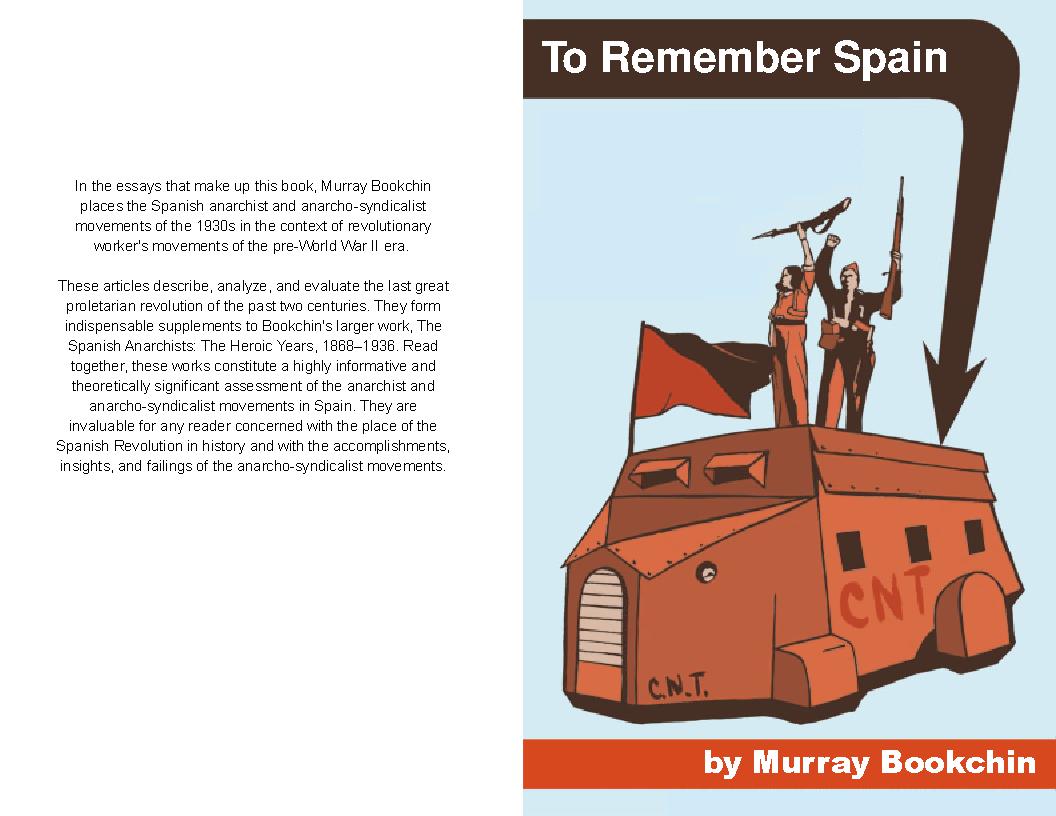 In the essays that make up this book, Murray Bookchin
places the Spanish anarchist and anarcho-syndicalist
movements of the 1930s in the context of revolutionary
worker's movements of the pre-World War II era.
These articles describe, analyze, and evaluate the last great
proletarian revolution of the past two centuries. They form
indispensable supplements to Bookchin's larger work, The
Spanish Anarchists: The Heroic Years, 1868–1936. Read
together, these works constitute a highly informative and
theoretically significant assessment of the anarchist and
anarcho-syndicalist movements in Spain. They are
invaluable for any reader concerned with the place of the
Spanish Revolution in history and with the accomplishments,
insights, and failings of the anarcho-syndicalist movements.
To Remember Spain
CNT
C.N.T.
by Murray Bookchin